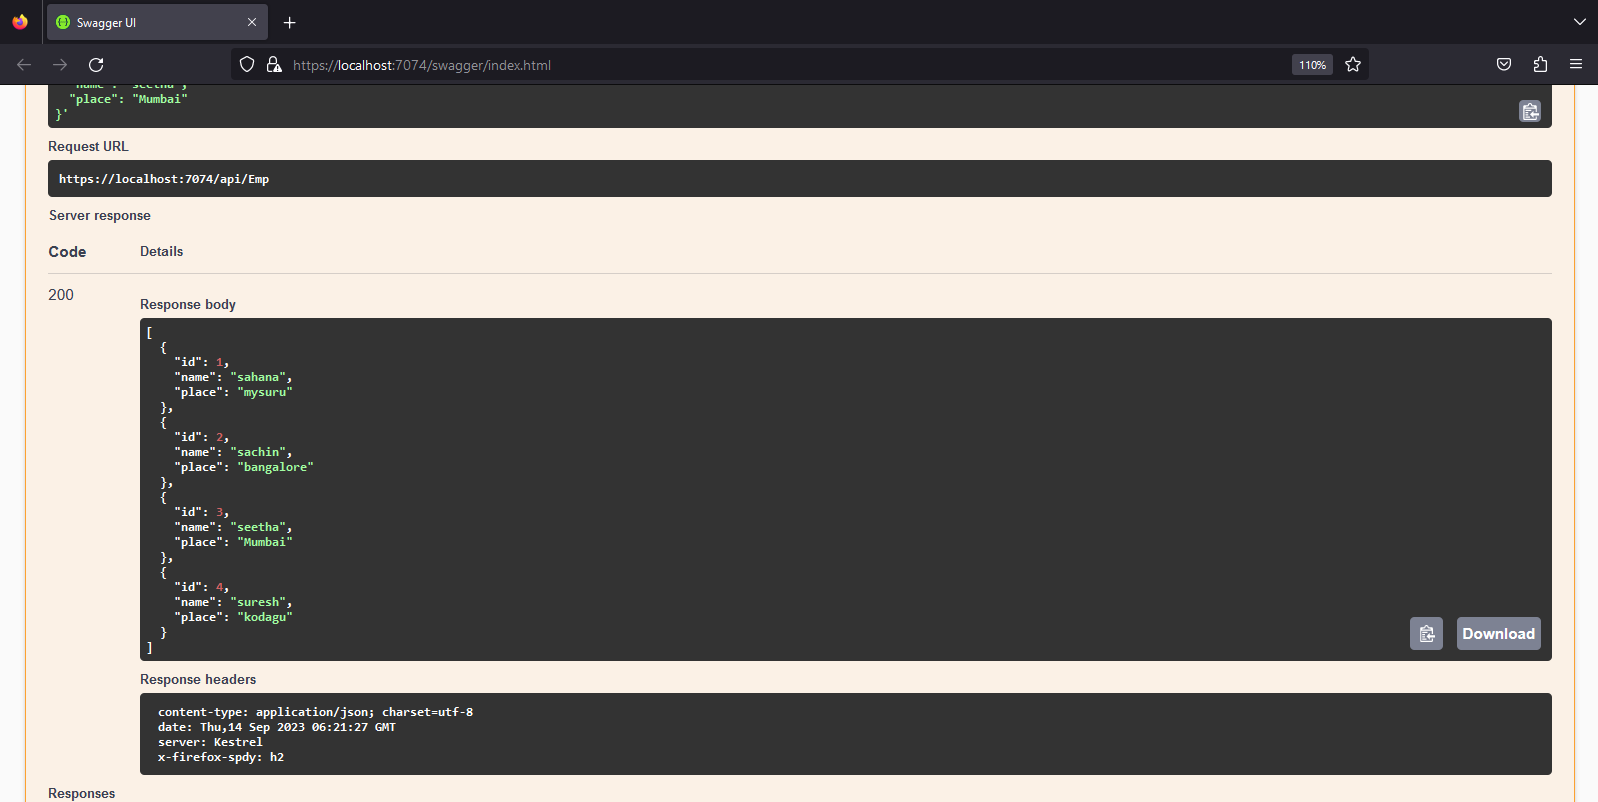 Swagger UI
https://localhost:7074/swagger/index.html
110%
"name": "seetha",
"place": "Mumbai"
}'
Request URL
https://localhost:7074/api/Emp
Server response
Code Details
200
Response body
[
{
"id": 1,
"name": "sahana",
"place": "mysuru"
},
{
"id": 2,
"name": "sachin",
"place": "bangalore"
},
{
"id": 3,
"name": "seetha",
"place": "Mumbai"
},
{
"id": 4,
"name": "suresh",
"place": "kodagu"
}
]
Download
Response headers
content-type: application/json; charset=utf-8
date: Thu,14 Sep 2023 06:21:27 GMT
server: Kestrel
x-firefox-spdy: h2
Responses